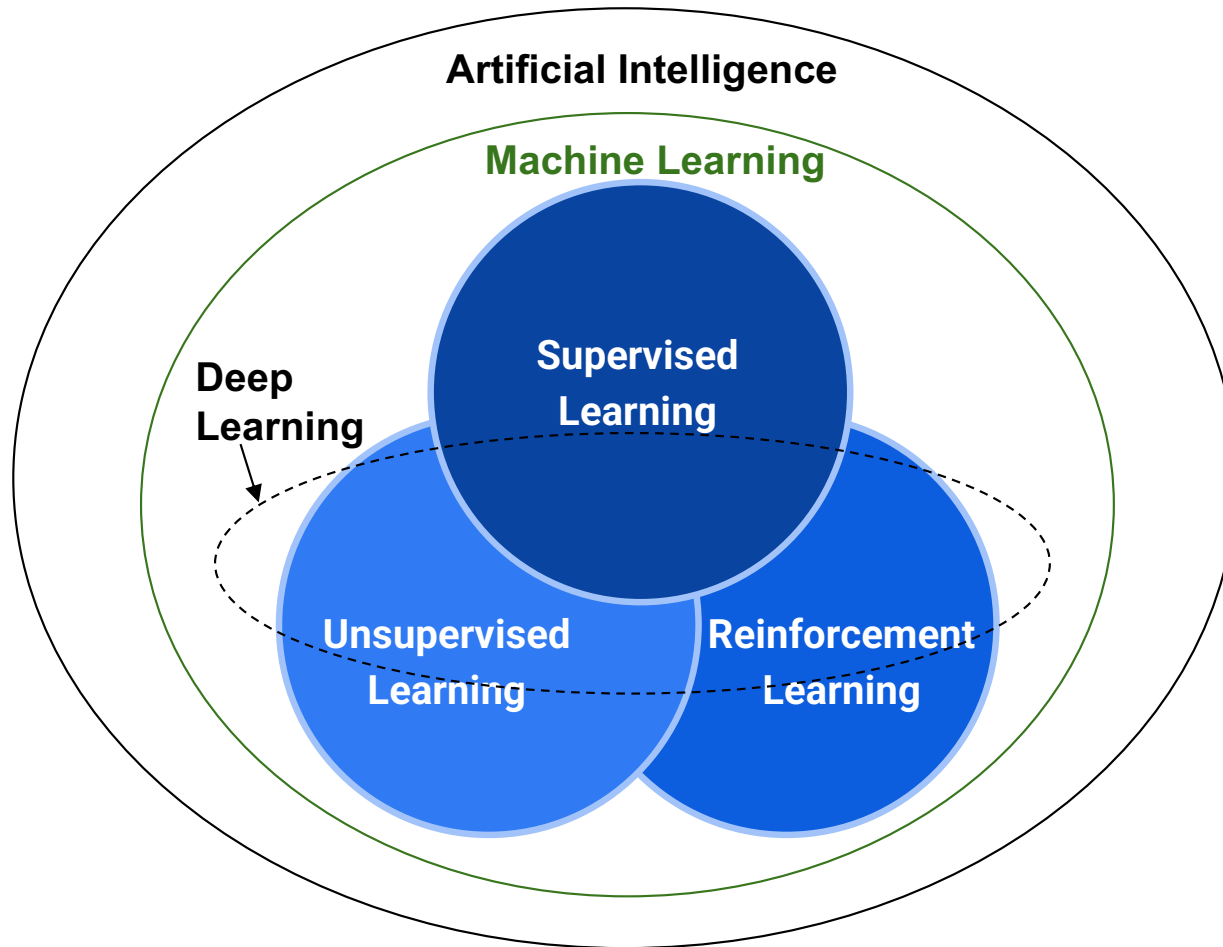 Artificial Intelligence
Machine Learning
Supervised
Learning
Deep
Learning
Unsupervised
Learning
Reinforcement
Learning